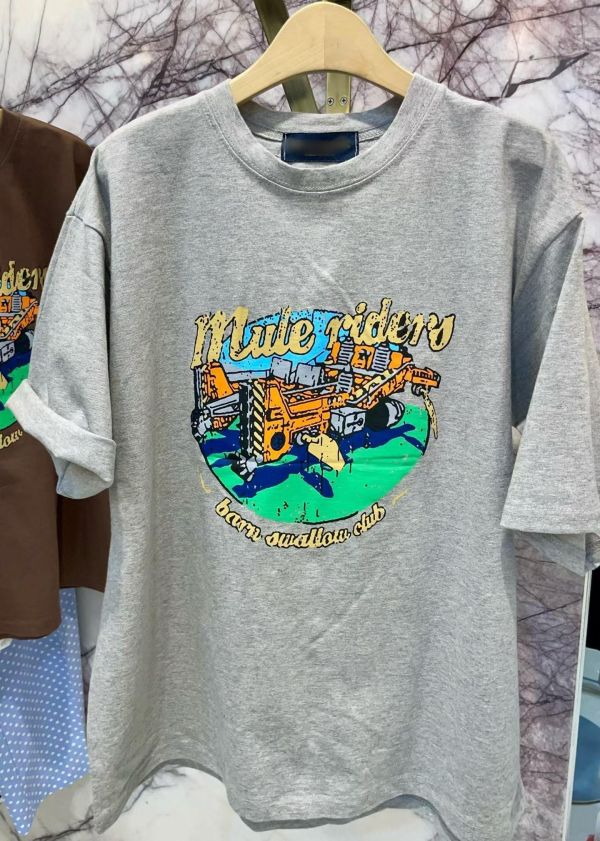 Mule riders
barn swallow club